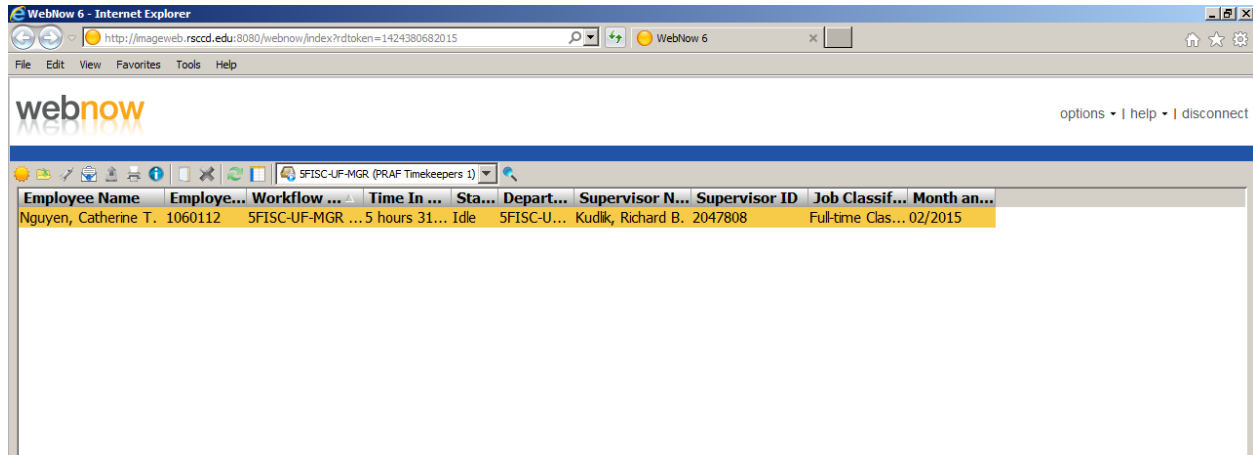 WebNow 6 - Internet Explorer
http://imageweb.rsccd.edu:8080/webnow/index?rdtoken=1424380682015 WebNow 6
File Edit View Favorites Tools Help
webnow
options | help | disconnect
5FISC-UF-MGR (PRAF Timekeepers 1)
Employee Name Employe... Workflow ... Time In ... Sta... Depart... Supervisor N... Supervisor ID Job Classif... Month an...
Nguyen, Catherine T. 1060112 5FISC-UF-MGR ... 5 hours 31... Idle 5FISC-U... Kudlik, Richard B. 2047808 Full-time Clas... 02/2015